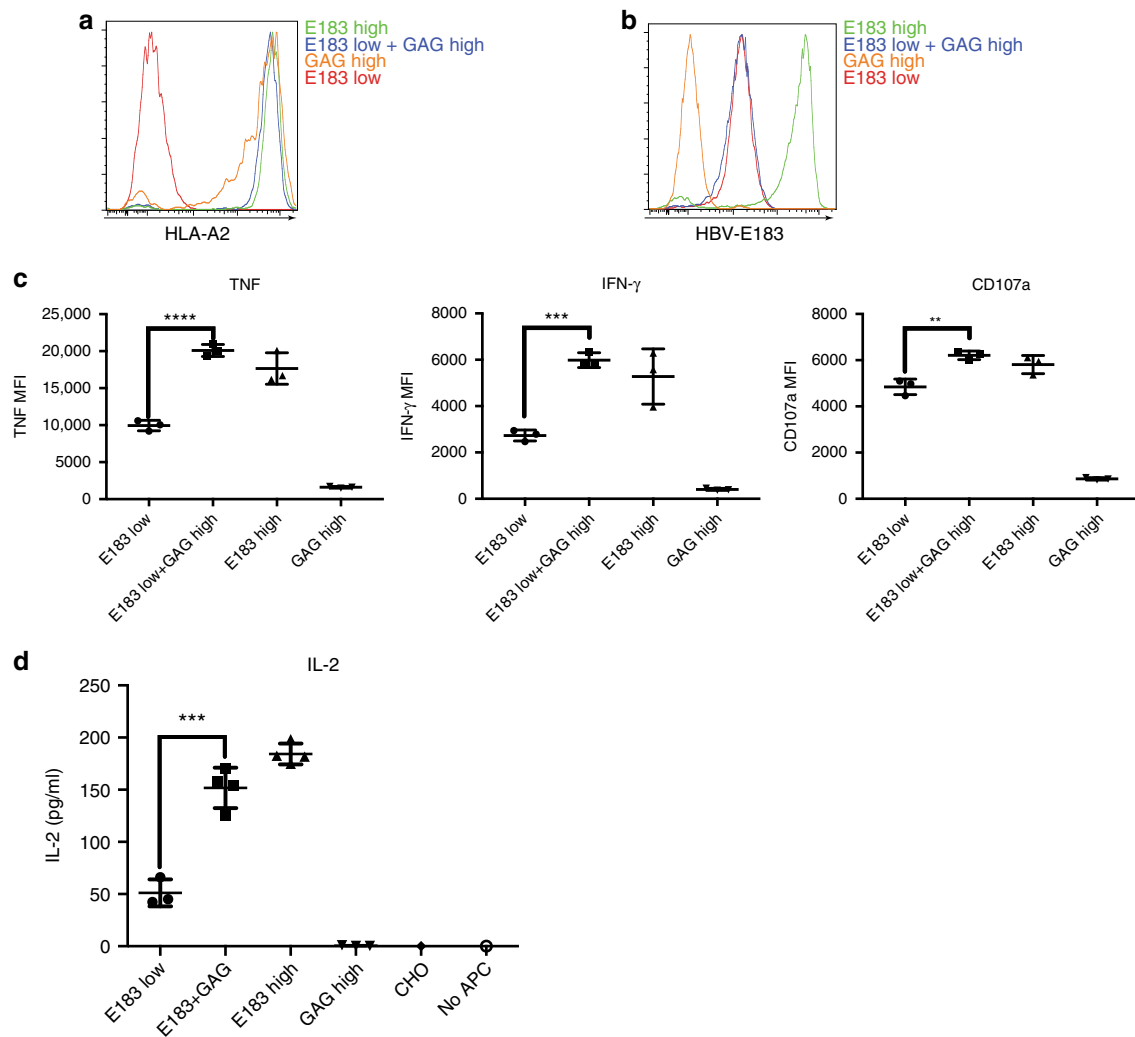 a
E183 high
E183 low + GAG high
GAG high
E183 low
HLA-A2
b
E183 high
E183 low + GAG high
GAG high
E183 low
HBV-E183
c
TNF
25,000
20,000
15,000
10,000
5000
0
TNF MFI
****
E183 low
E183 low+GAG high
E183 high
GAG high
IFN-γ
8000
6000
4000
2000
0
IFN-γ MFI
***
E183 low
E183 low+GAG high
E183 high
GAG high
CD107a
8000
6000
4000
2000
0
CD107a MFI
**
E183 low
E183 low+GAG high
E183 high
GAG high
d
IL-2
250
200
150
100
50
0
IL-2 (pg/ml)
***
E183 low
E183+GAG
E183 high
GAG high
CHO
No APC